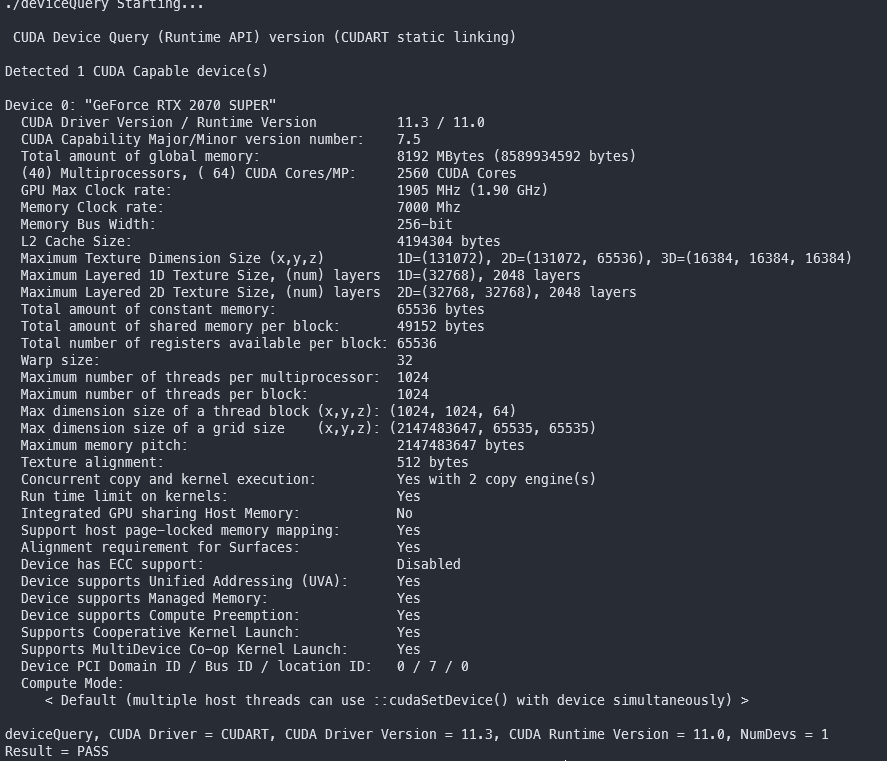 ./deviceQuery Starting...
CUDA Device Query (Runtime API) version (CUDART static linking)
Detected 1 CUDA Capable device(s)
Device 0: "GeForce RTX 2070 SUPER"
CUDA Driver Version / Runtime Version 11.3 / 11.0
CUDA Capability Major/Minor version number: 7.5
Total amount of global memory: 8192 MBytes (8589934592 bytes)
(40) Multiprocessors, ( 64) CUDA Cores/MP: 2560 CUDA Cores
GPU Max Clock rate: 1905 MHz (1.90 GHz)
Memory Clock rate: 7000 Mhz
Memory Bus Width: 256-bit
L2 Cache Size: 4194304 bytes
Maximum Texture Dimension Size (x,y,z) 1D=(131072), 2D=(131072, 65536), 3D=(16384, 16384, 16384)
Maximum Layered 1D Texture Size, (num) layers 1D=(32768), 2048 layers
Maximum Layered 2D Texture Size, (num) layers 2D=(32768, 32768), 2048 layers
Total amount of constant memory: 65536 bytes
Total amount of shared memory per block: 49152 bytes
Total number of registers available per block: 65536
Warp size: 32
Maximum number of threads per multiprocessor: 1024
Maximum number of threads per block: 1024
Max dimension size of a thread block (x,y,z): (1024, 1024, 64)
Max dimension size of a grid size (x,y,z): (2147483647, 65535, 65535)
Maximum memory pitch: 2147483647 bytes
Texture alignment: 512 bytes
Concurrent copy and kernel execution: Yes with 2 copy engine(s)
Run time limit on kernels: Yes
Integrated GPU sharing Host Memory: No
Support host page-locked memory mapping: Yes
Alignment requirement for Surfaces: Yes
Device has ECC support: Disabled
Device supports Unified Addressing (UVA): Yes
Device supports Managed Memory: Yes
Device supports Compute Preemption: Yes
Supports Cooperative Kernel Launch: Yes
Supports MultiDevice Co-op Kernel Launch: Yes
Device PCI Domain ID / Bus ID / location ID: 0 / 7 / 0
Compute Mode:
< Default (multiple host threads can use ::cudaSetDevice() with device simultaneously) >
deviceQuery, CUDA Driver = CUDART, CUDA Driver Version = 11.3, CUDA Runtime Version = 11.0, NumDevs = 1
Result = PASS